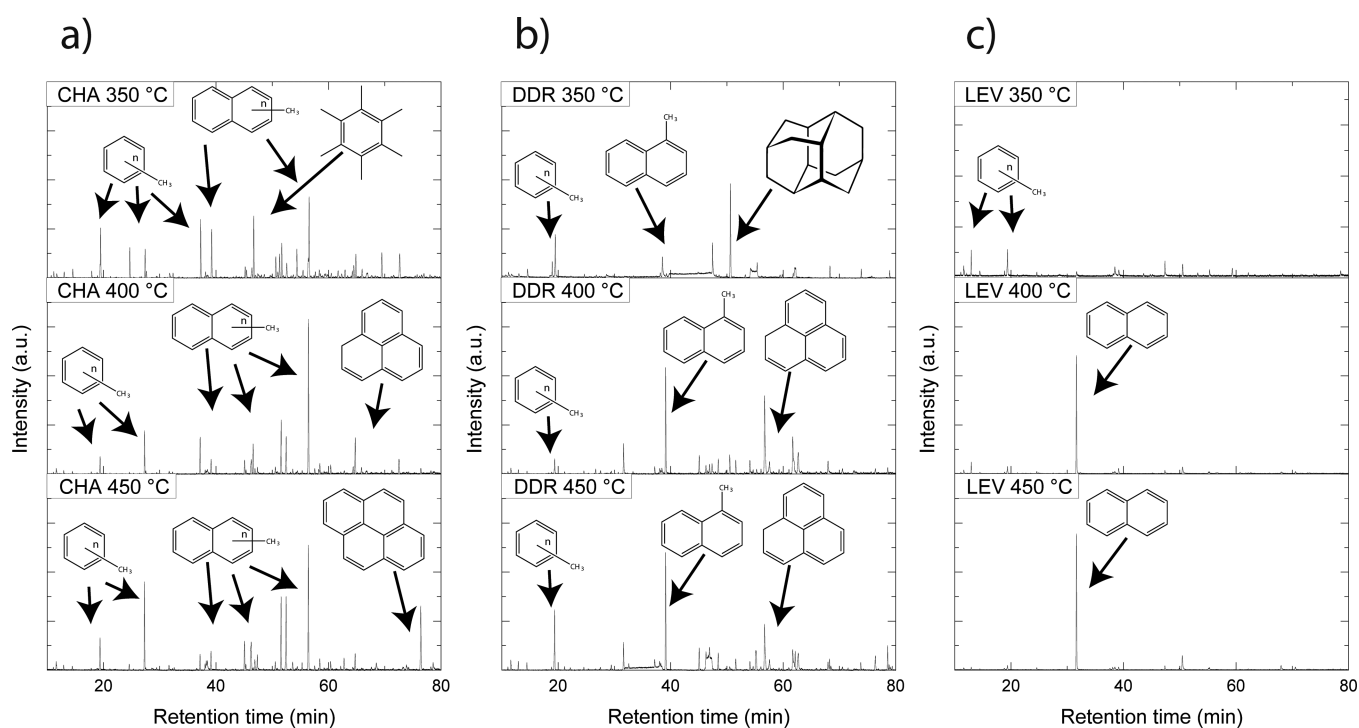 a)
b)
c)
CHA 350 °C
n
CH₃
n
CH₃
DDR 350 °C
n
CH₃
CH₃
LEV 350 °C
n
CH₃
CHA 400 °C
n
CH₃
n
CH₃
DDR 400 °C
n
CH₃
CH₃
LEV 400 °C
CHA 450 °C
n
CH₃
n
CH₃
DDR 450 °C
n
CH₃
CH₃
LEV 450 °C
Intensity (a.u.)
Intensity (a.u.)
Intensity (a.u.)
20 40 60 80
20 40 60 80
20 40 60 80
Retention time (min)
Retention time (min)
Retention time (min)